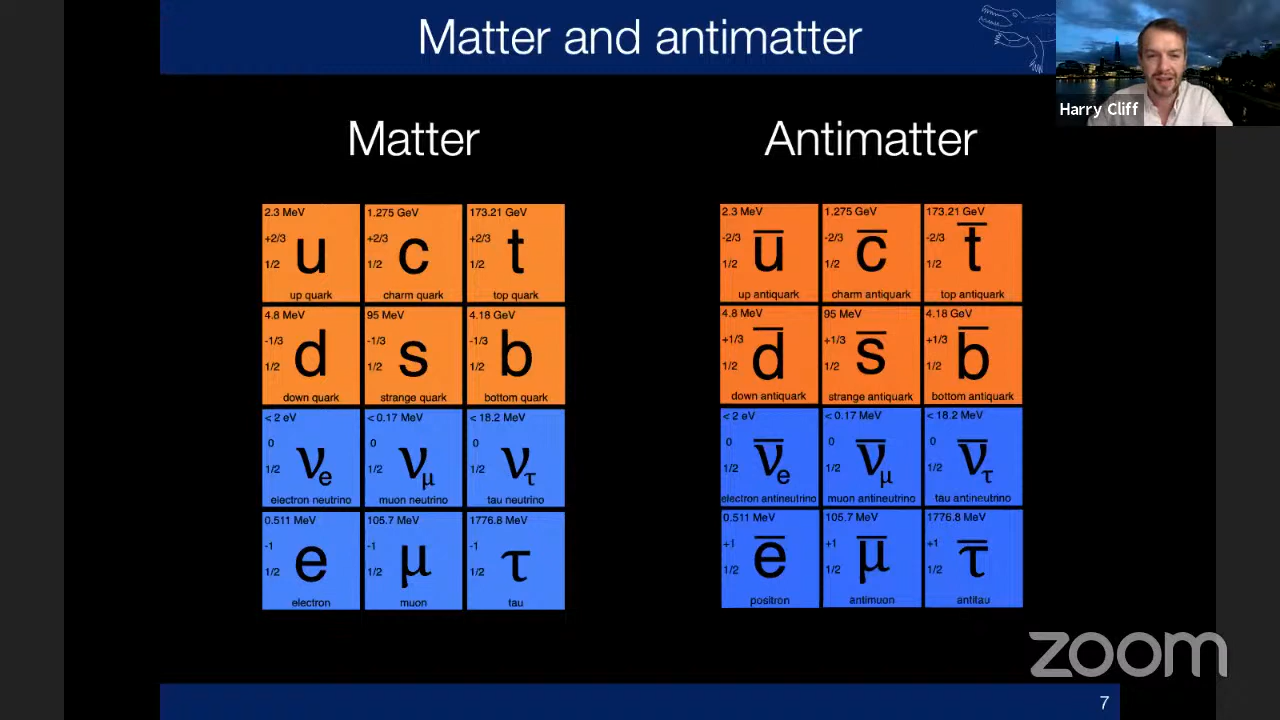 Matter and antimatter
Harry Cliff
Matter
Antimatter
2.3 MeV
+2/3
1/2
u
up quark
1.275 GeV
+2/3
1/2
c
charm quark
173.21 GeV
+2/3
1/2
t
top quark
4.8 MeV
-1/3
1/2
d
down quark
95 MeV
-1/3
1/2
s
strange quark
4.18 GeV
-1/3
1/2
b
bottom quark
< 2 eV
0
1/2
νe
electron neutrino
< 0.17 MeV
0
1/2
νμ
muon neutrino
< 18.2 MeV
0
1/2
ντ
tau neutrino
0.511 MeV
-1
1/2
e
electron
105.7 MeV
-1
1/2
μ
muon
1776.8 MeV
-1
1/2
τ
tau
2.3 MeV
-2/3
1/2
u̅
up antiquark
1.275 GeV
-2/3
1/2
c̅
charm antiquark
173.21 GeV
-2/3
1/2
t̅
top antiquark
4.8 MeV
+1/3
1/2
d̅
down antiquark
95 MeV
+1/3
1/2
s̅
strange antiquark
4.18 GeV
+1/3
1/2
b̅
bottom antiquark
< 2 eV
0
1/2
ν̅e
electron antineutrino
< 0.17 MeV
0
1/2
ν̅μ
muon antineutrino
< 18.2 MeV
0
1/2
ν̅τ
tau antineutrino
0.511 MeV
+1
1/2
e̅
positron
105.7 MeV
+1
1/2
μ̅
antimuon
1776.8 MeV
+1
1/2
τ̅
antitau
zoom
7